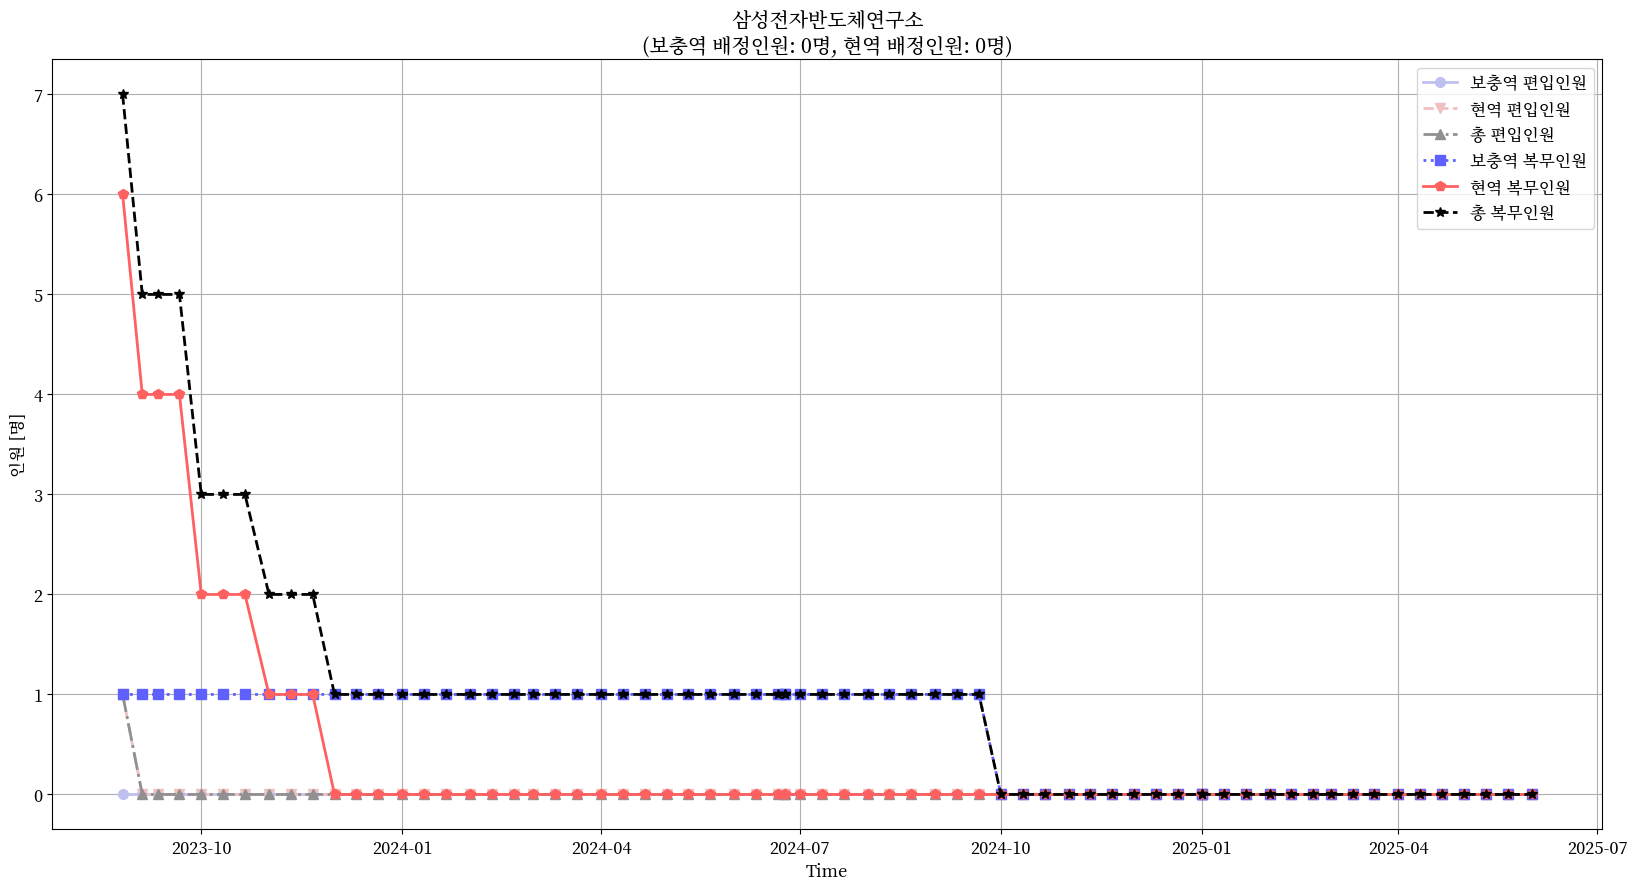 삼성전자반도체연구소
(보충역 배정인원: 0명, 현역 배정인원: 0명)
보충역 편입인원
현역 편입인원
총 편입인원
보충역 복무인원
현역 복무인원
총 복무인원
인원 [명]
7
6
5
4
3
2
1
0
2023-10
2024-01
2024-04
2024-07
2024-10
2025-01
2025-04
2025-07
Time